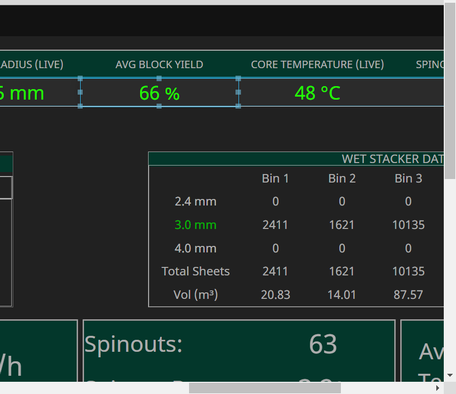 ADIUS (LIVE) AVG BLOCK YIELD CORE TEMPERATURE (LIVE) SPINC
5 mm 66 % 48 °C
WET STACKER DAT
Bin 1 Bin 2 Bin 3
2.4 mm 0 0 0
3.0 mm 2411 1621 10135
4.0 mm 0 0 0
Total Sheets 2411 1621 10135
Vol (m³) 20.83 14.01 87.57
/h Spinouts: 63 Av